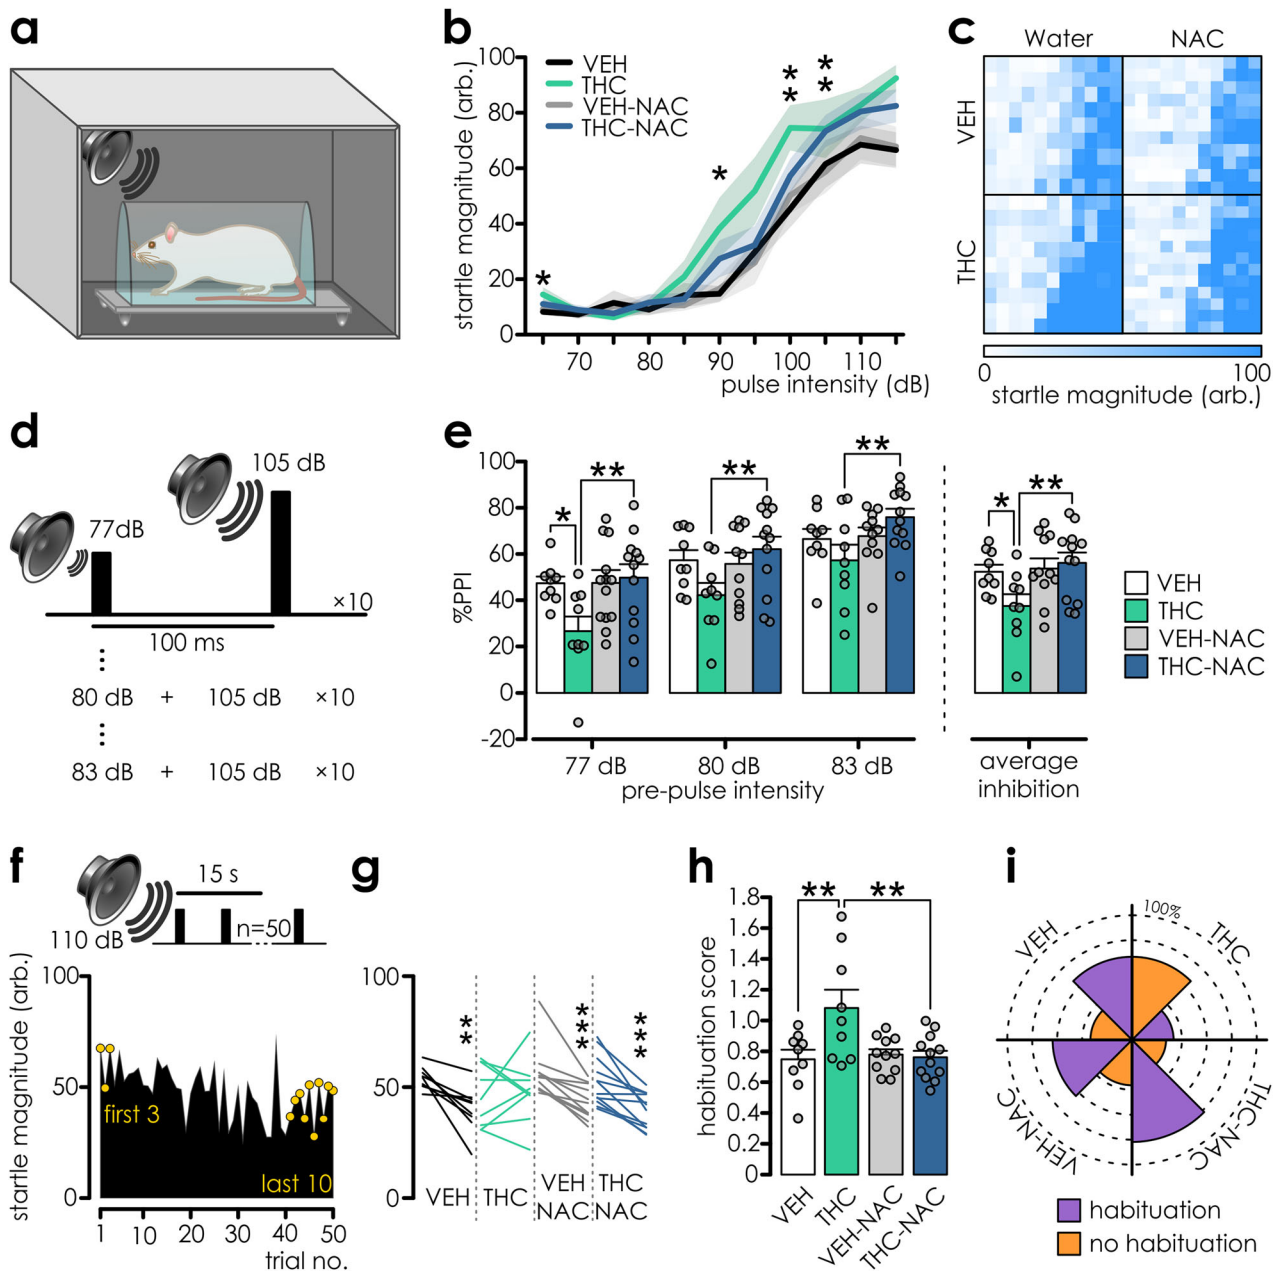 a
b
startle magnitude (arb.)
100
80
60
40
20
0
VEH
THC
VEH-NAC
THC-NAC
*
*
**
**
70
80
90
100
110
pulse intensity (dB)
c
Water
NAC
VEH
THC
0
100
startle magnitude (arb.)
d
77dB
105 dB
×10
100 ms
80 dB + 105 dB ×10
83 dB + 105 dB ×10
e
%PPI
100
80
60
40
20
0
-20
*
**
**
**
*
**
77 dB
80 dB
83 dB
pre-pulse intensity
average
inhibition
VEH
THC
VEH-NAC
THC-NAC
f
110 dB
15 s
n=50
startle magnitude (arb.)
100
50
0
first 3
last 10
1
10
20
30
40
50
trial no.
g
100
50
0
**
***
***
VEH
THC
VEH
NAC
THC
NAC
h
habituation score
1.8
1.6
1.4
1.2
1.0
0.8
0.6
0.4
0.2
0
**
**
VEH
THC
VEH-NAC
THC-NAC
i
100%
VEH
THC
VEH-NAC
THC-NAC
habituation
no habituation